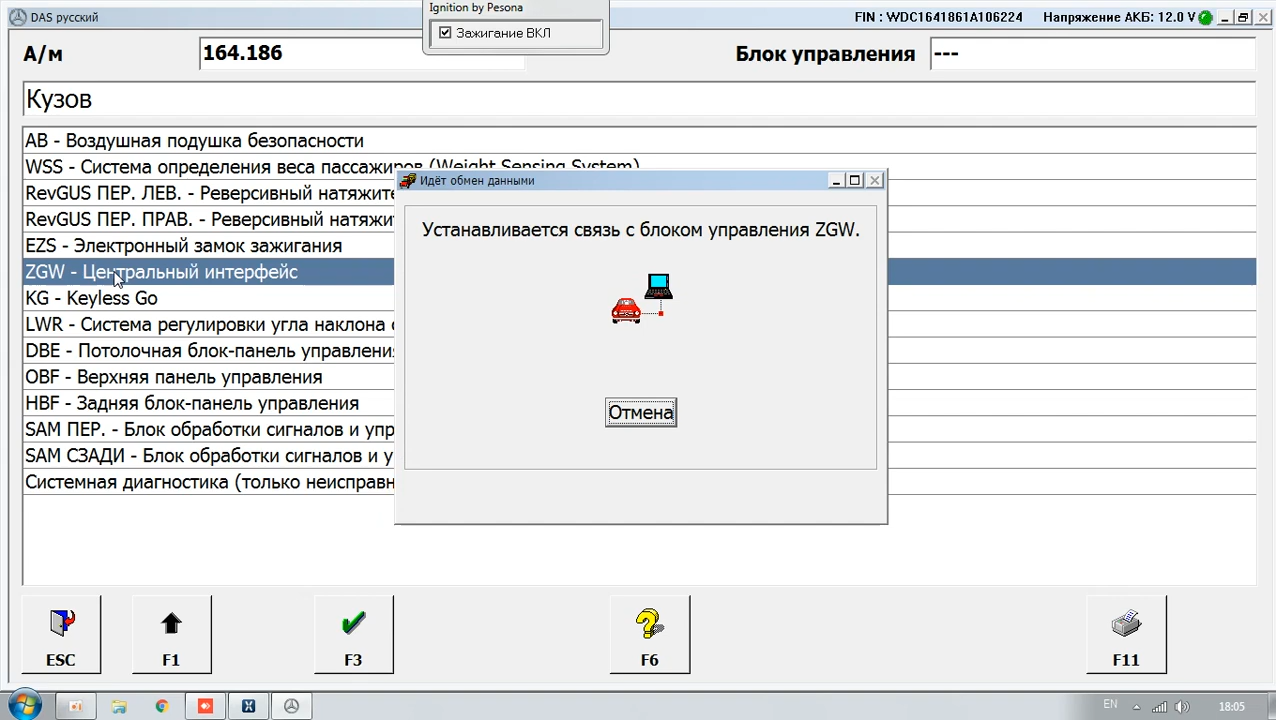 DAS русский
FIN : WDC1641861A106224 Напряжение АКБ: 12.0 V
Ignition by Pesona
Зажигание ВКЛ
А/м
164.186
Блок управления
---
Кузов
AB - Воздушная подушка безопасности
WSS - Система определения веса пассажиров (Weight Sensing System)
RevGUS ПЕР. ЛЕВ. - Реверсивный натяжите
RevGUS ПЕР. ПРАВ. - Реверсивный натяжи
EZS - Электронный замок зажигания
ZGW - Центральный интерфейс
KG - Keyless Go
LWR - Система регулировки угла наклона
DBE - Потолочная блок-панель управления
OBF - Верхняя панель управления
HBF - Задняя блок-панель управления
SAM ПЕР. - Блок обработки сигналов и упр
SAM СЗАДИ - Блок обработки сигналов и у
Системная диагностика (только неисправн
Идёт обмен данными
Устанавливается связь с блоком управления ZGW.
Отмена
ESC
F1
F3
F6
F11
EN
18:05